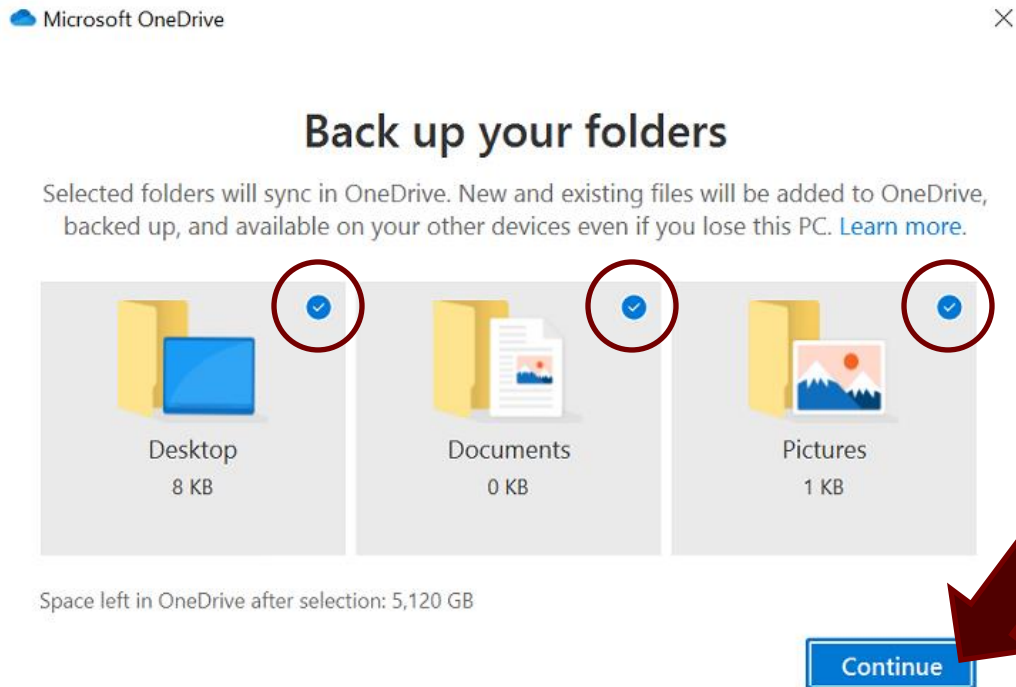 Microsoft OneDrive
Back up your folders
Selected folders will sync in OneDrive. New and existing files will be added to OneDrive,
backed up, and available on your other devices even if you lose this PC. Learn more.
Desktop
8 KB
Documents
0 KB
Pictures
1 KB
Space left in OneDrive after selection: 5,120 GB
Continue